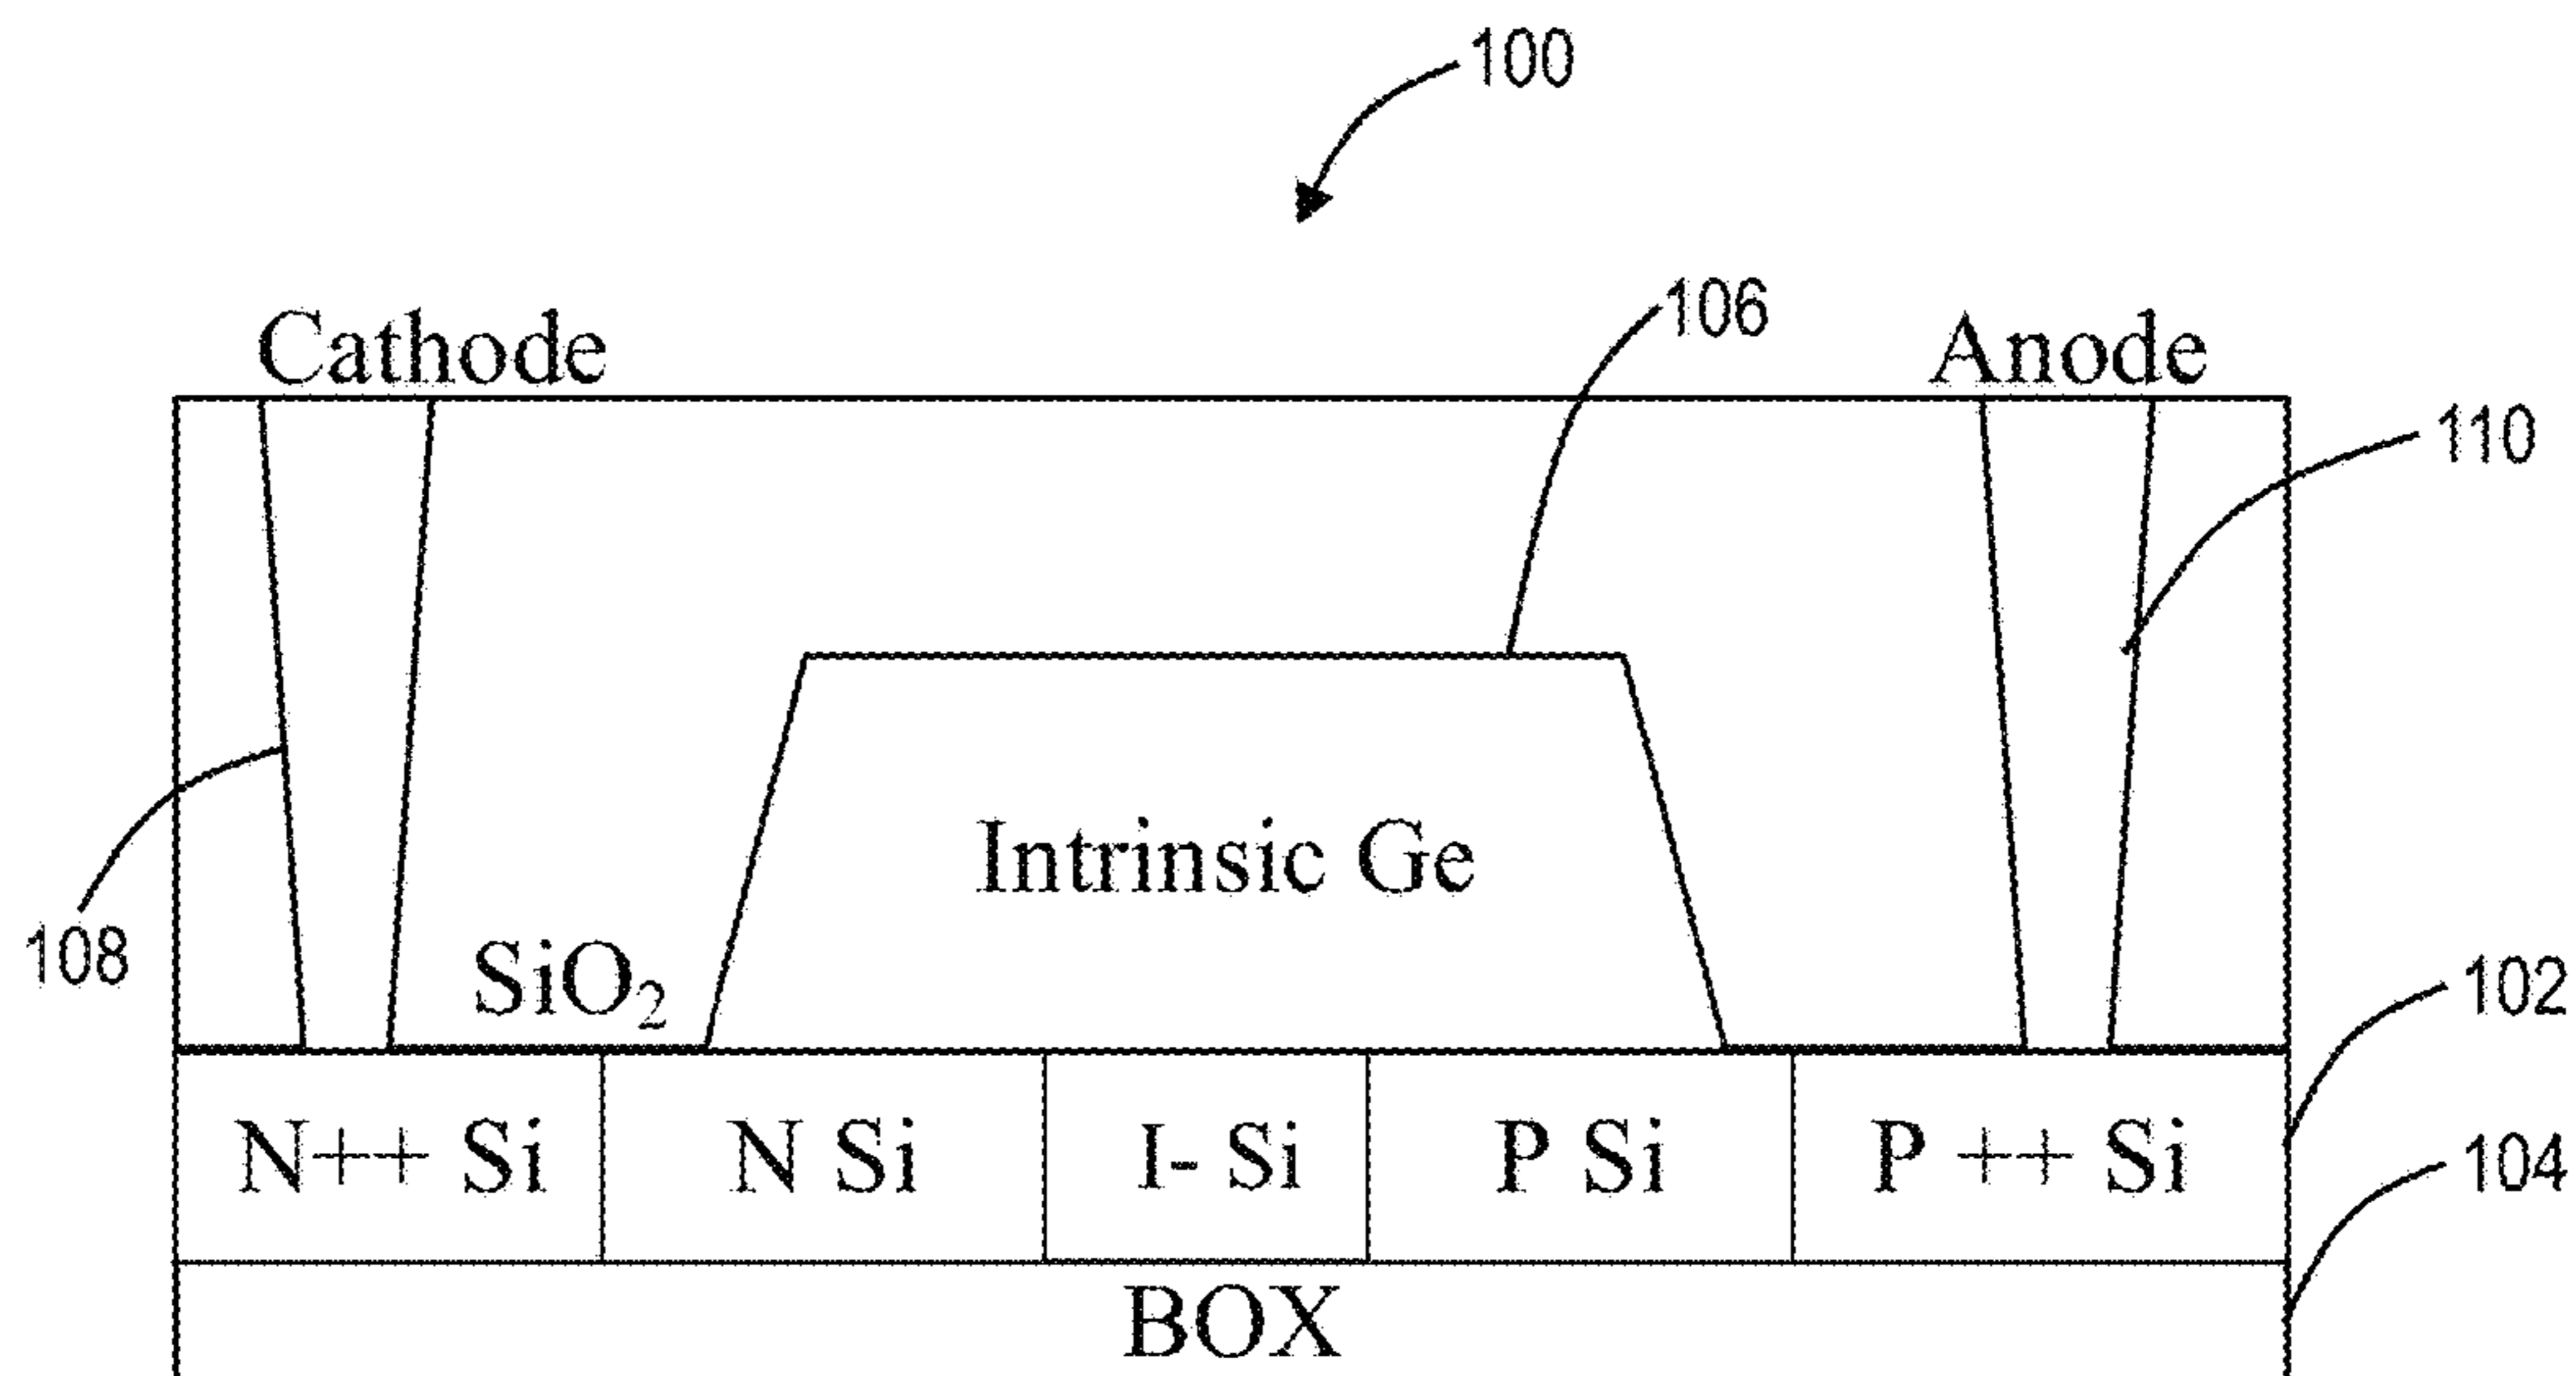 100
106
Cathode
Anode
110
Intrinsic Ge
108
SiO₂
102
N++ Si
N Si
I- Si
P Si
P ++ Si
104
BOX